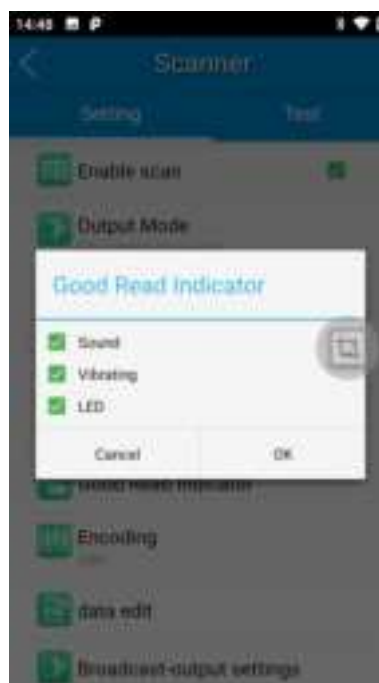 14:48
Scanner
Setting
Test
Enable scan
Output Mode
Good Read Indicator
Sound
Vibrating
LED
Cancel
OK
Good Read Indicator
Encoding
data edit
Broadcast-output settings